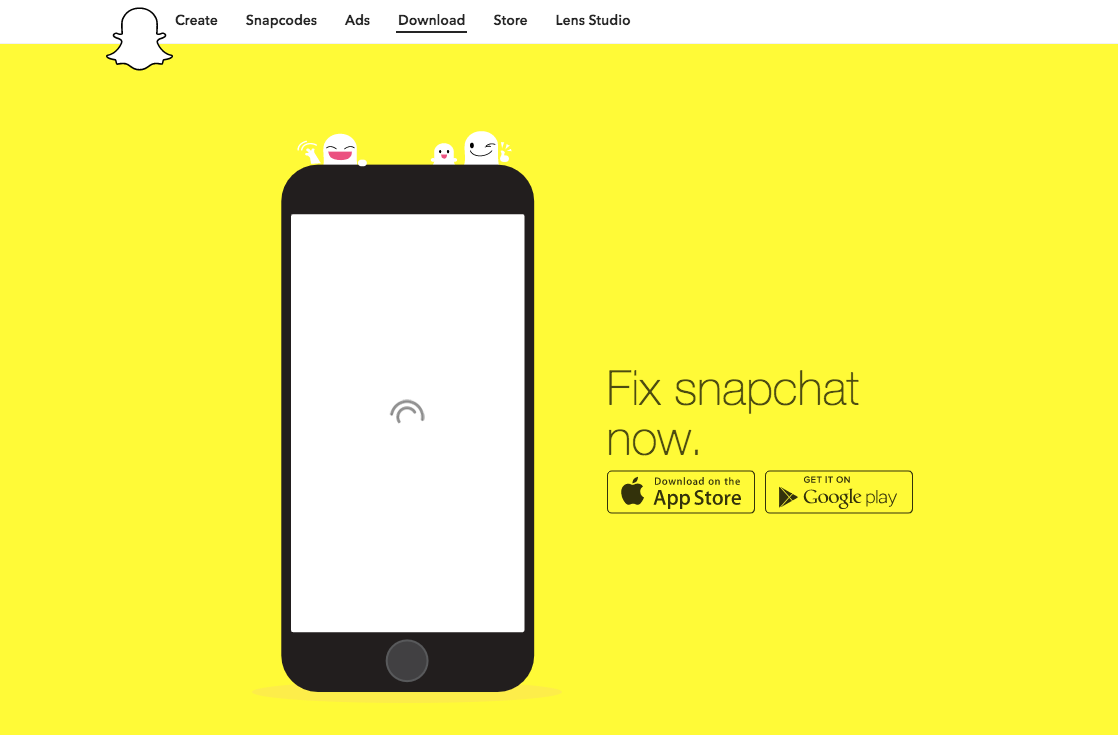 Create Snapcodes Ads Download Store Lens Studio
Fix snapchat
now.
Download on the
App Store
GET IT ON
Google play